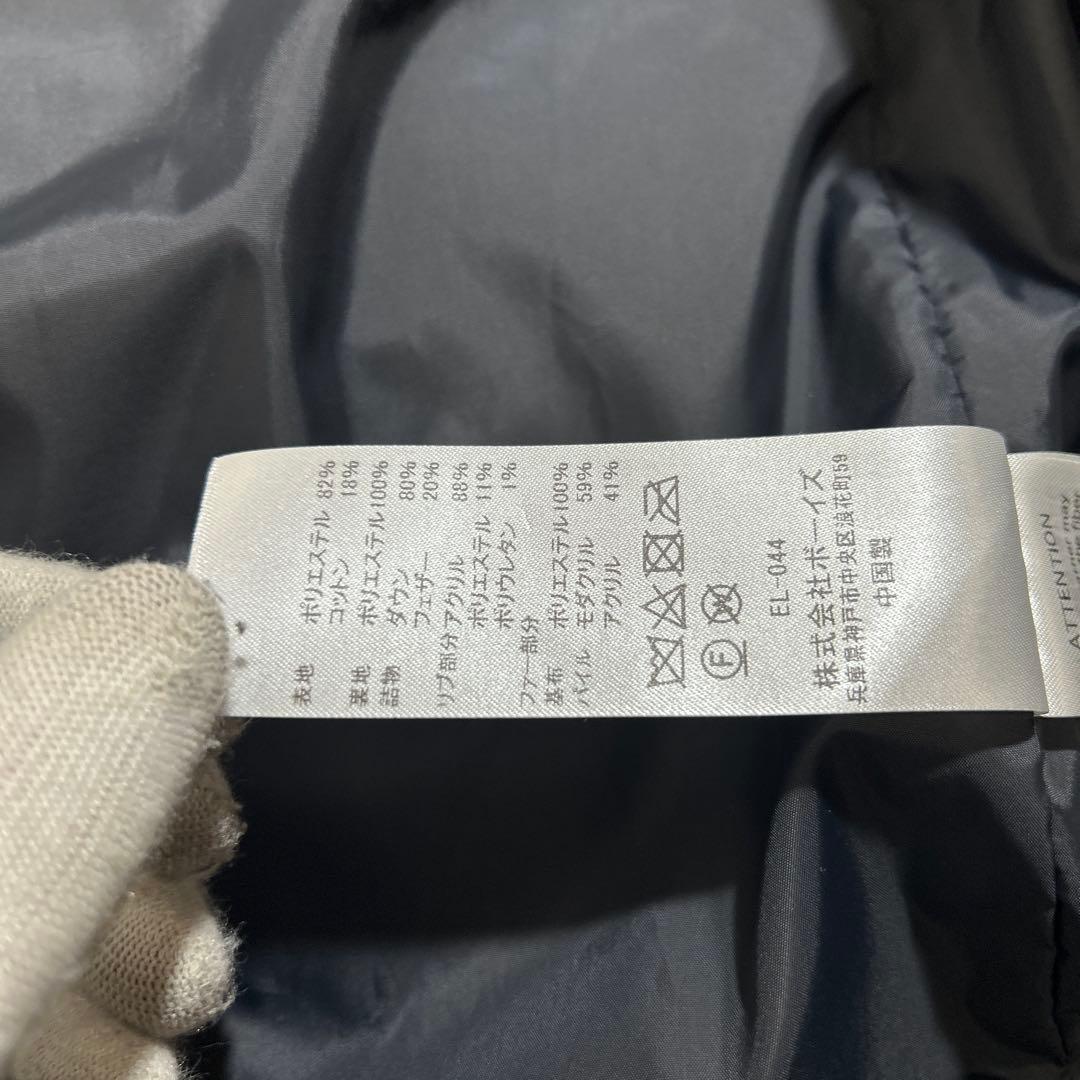 表地 ポリエステル 82%
コットン 18%
裏地 ポリエステル100%
詰物 ダウン 80%
フェザー 20%
リブ部分 アクリル 88%
ポリエステル 11%
ポリウレタン 1%
ファー部分
基布 ポリエステル100%
パイル モダクリル 59%
アクリル 41%
F
EL-044
株式会社ボーイズ
兵庫県神戸市中央区浪花町59
中国製
ATTENTION
may
fiber